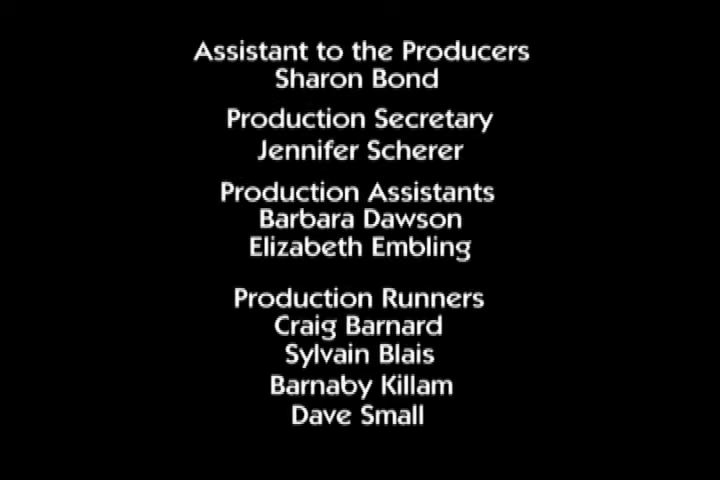 Assistant to the Producers
Sharon Bond
Production Secretary
Jennifer Scherer
Production Assistants
Barbara Dawson
Elizabeth Embling
Production Runners
Craig Barnard
Sylvain Blais
Barnaby Killam
Dave Small